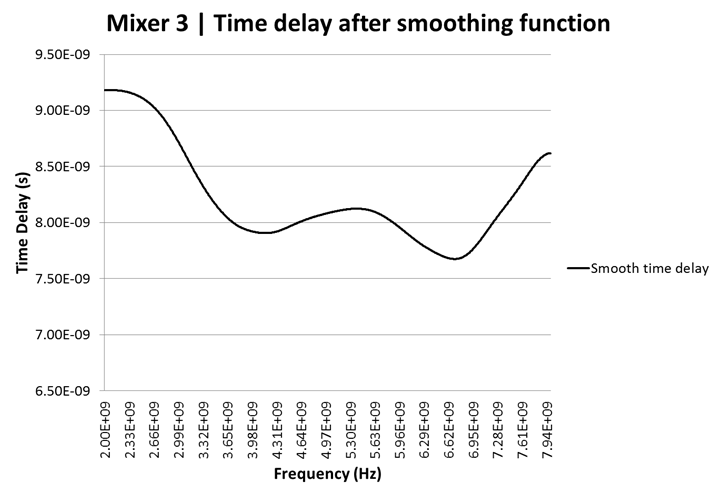 Mixer 3 | Time delay after smoothing function
9.50E-09
9.00E-09
8.50E-09
8.00E-09
7.50E-09
7.00E-09
6.50E-09
Time Delay (s)
Smooth time delay
2.00E+09
2.33E+09
2.66E+09
2.99E+09
3.32E+09
3.65E+09
3.98E+09
4.31E+09
4.64E+09
4.97E+09
5.30E+09
5.63E+09
5.96E+09
6.29E+09
6.62E+09
6.95E+09
7.28E+09
7.61E+09
7.94E+09
Frequency (Hz)